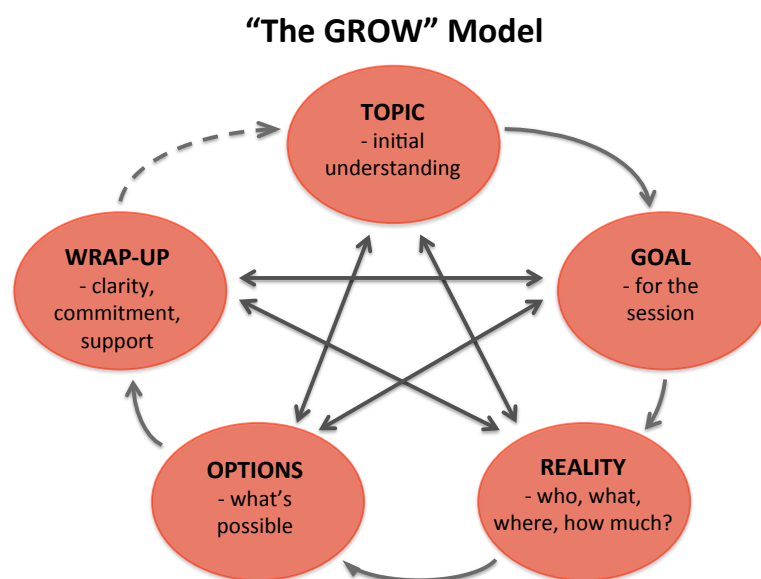 “The GROW” Model
TOPIC
- initial
understanding
GOAL
- for the
session
REALITY
- who, what,
where, how much?
OPTIONS
- what’s
possible
WRAP-UP
- clarity,
commitment,
support